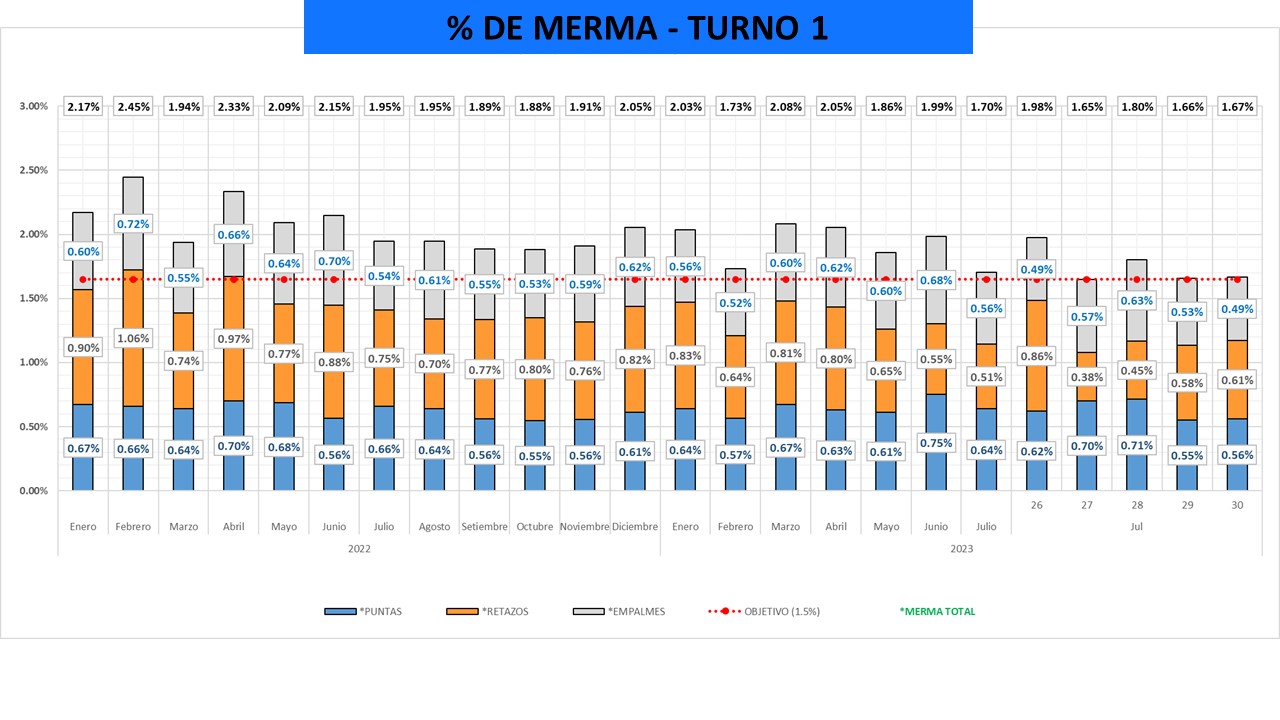 % DE MERMA - TURNO 1
3.00% 2.17% 2.45% 1.94% 2.33% 2.09% 2.15% 1.95% 1.95% 1.89% 1.88% 1.91% 2.05% 2.03% 1.73% 2.08% 2.05% 1.86% 1.99% 1.70% 1.98% 1.65% 1.80% 1.66% 1.67%
2.50%
2.00%
1.50%
1.00%
0.50%
0.00%
0.60% 0.72% 0.55% 0.66% 0.64% 0.70% 0.54% 0.61% 0.55% 0.53% 0.59% 0.62% 0.56% 0.52% 0.60% 0.62% 0.60% 0.68% 0.56% 0.49% 0.57% 0.63% 0.53% 0.49%
0.90% 1.06% 0.74% 0.97% 0.77% 0.88% 0.75% 0.70% 0.77% 0.80% 0.76% 0.82% 0.83% 0.64% 0.81% 0.80% 0.65% 0.55% 0.51% 0.86% 0.38% 0.45% 0.58% 0.61%
0.67% 0.66% 0.64% 0.70% 0.68% 0.56% 0.66% 0.64% 0.56% 0.55% 0.56% 0.61% 0.64% 0.57% 0.67% 0.63% 0.61% 0.75% 0.64% 0.62% 0.70% 0.71% 0.55% 0.56%
26 27 28 29 30
Enero Febrero Marzo Abril Mayo Junio Julio Agosto Setiembre Octubre Noviembre Diciembre Enero Febrero Marzo Abril Mayo Junio Julio Jul
2022 2023
*PUNTAS *RETAZOS *EMPALMES OBJETIVO (1.5%) *MERMA TOTAL